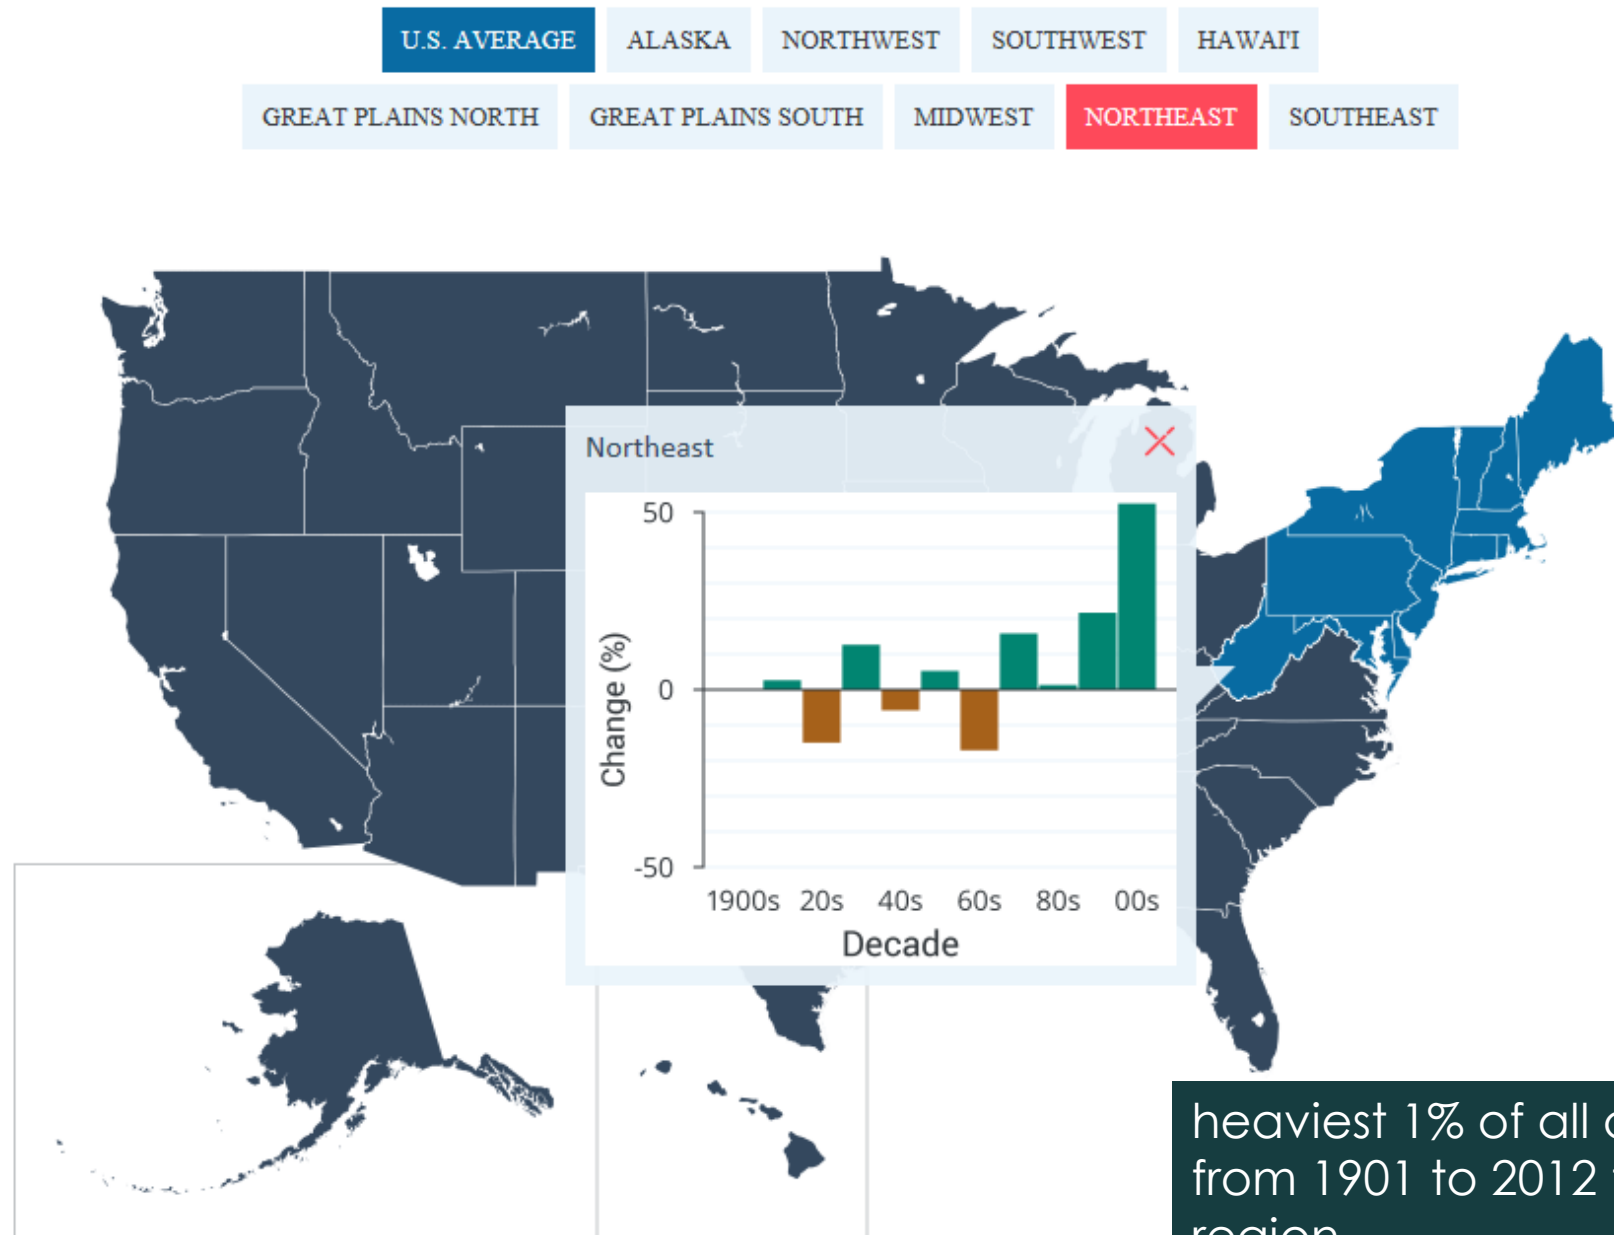 U.S. AVERAGE ALASKA NORTHWEST SOUTHWEST HAWAI'I
GREAT PLAINS NORTH GREAT PLAINS SOUTH MIDWEST NORTHEAST SOUTHEAST
Northeast
50
0
-50
Change (%)
1900s 20s 40s 60s 80s 00s
Decade
heaviest 1% of all
from 1901 to 2012
region